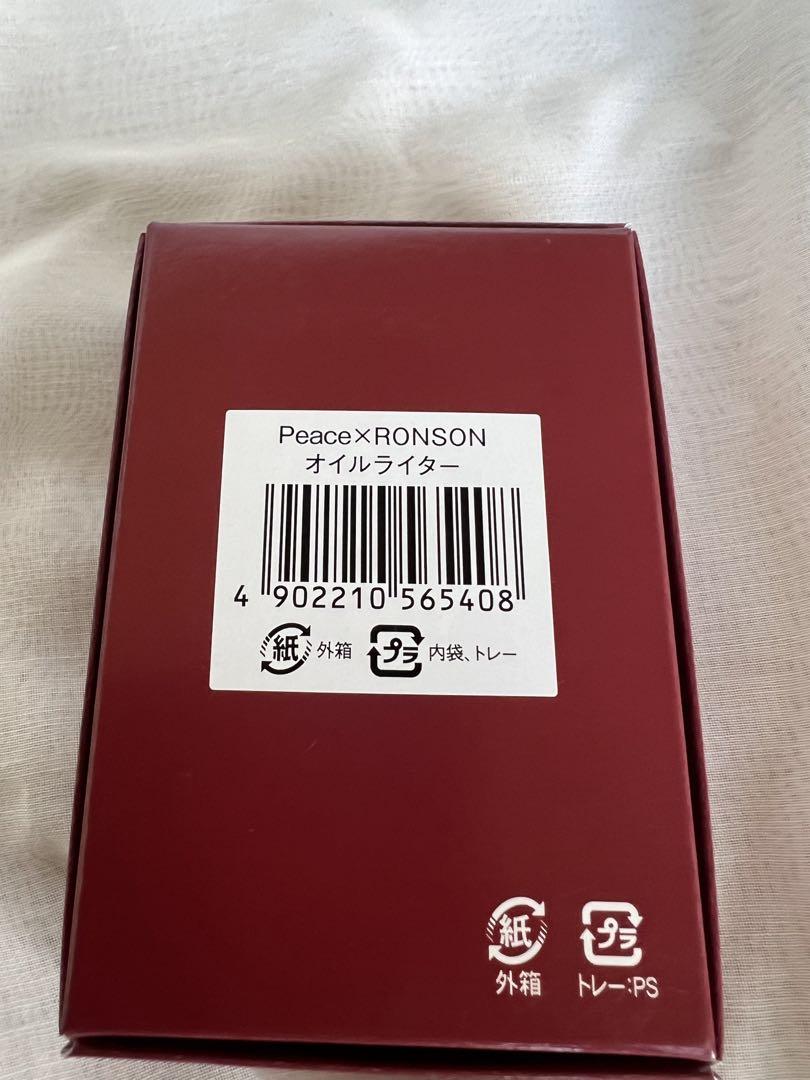 Peace×RONSON
オイルライター
4 902210 565408
紙 外箱 プラ 内袋、トレー
紙 プラ
外箱 トレー:PS